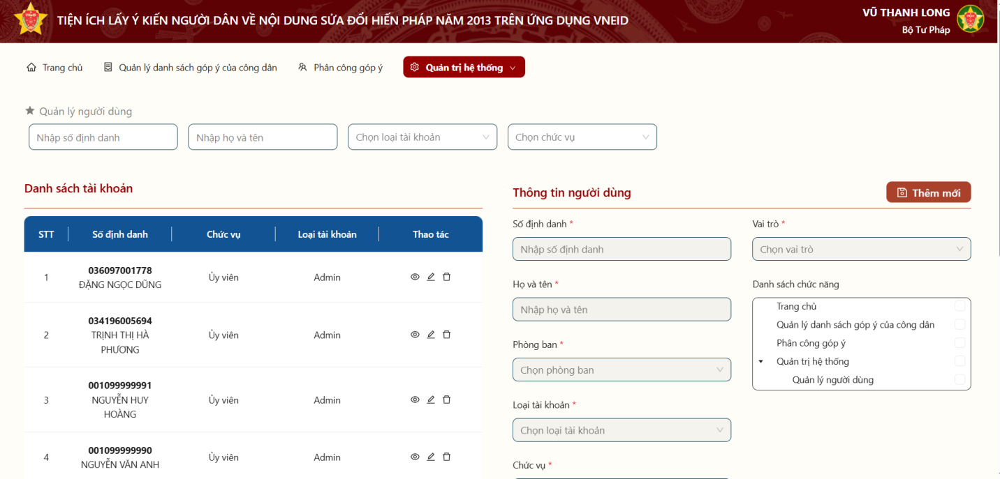 TIỆN ÍCH LẤY Ý KIẾN NGƯỜI DÂN VỀ NỘI DUNG SỬA ĐỔI HIẾN PHÁP NĂM 2013 TRÊN ỨNG DỤNG VNEID
VŨ THANH LONG
Bộ Tư Pháp
Trang chủ
Quản lý danh sách góp ý của công dân
Phân công góp ý
Quản trị hệ thống
Quản lý người dùng
Nhập số định danh
Nhập họ và tên
Chọn loại tài khoản
Chọn chức vụ
Danh sách tài khoản
STT
Số định danh
Chức vụ
Loại tài khoản
Thao tác
1
036097001778
ĐẶNG NGỌC DŨNG
Ủy viên
Admin
2
034196005694
TRỊNH THỊ HÀ
PHƯƠNG
Ủy viên
Admin
3
001099999991
NGUYỄN HUY
HOÀNG
Ủy viên
Admin
4
001099999990
NGUYỄN VĂN ANH
Ủy viên
Admin
Thông tin người dùng
Thêm mới
Số định danh *
Nhập số định danh
Họ và tên *
Nhập họ và tên
Phòng ban *
Chọn phòng ban
Loại tài khoản *
Chọn loại tài khoản
Chức vụ *
Vai trò *
Chọn vai trò
Danh sách chức năng
Trang chủ
Quản lý danh sách góp ý của công dân
Phân công góp ý
Quản trị hệ thống
Quản lý người dùng